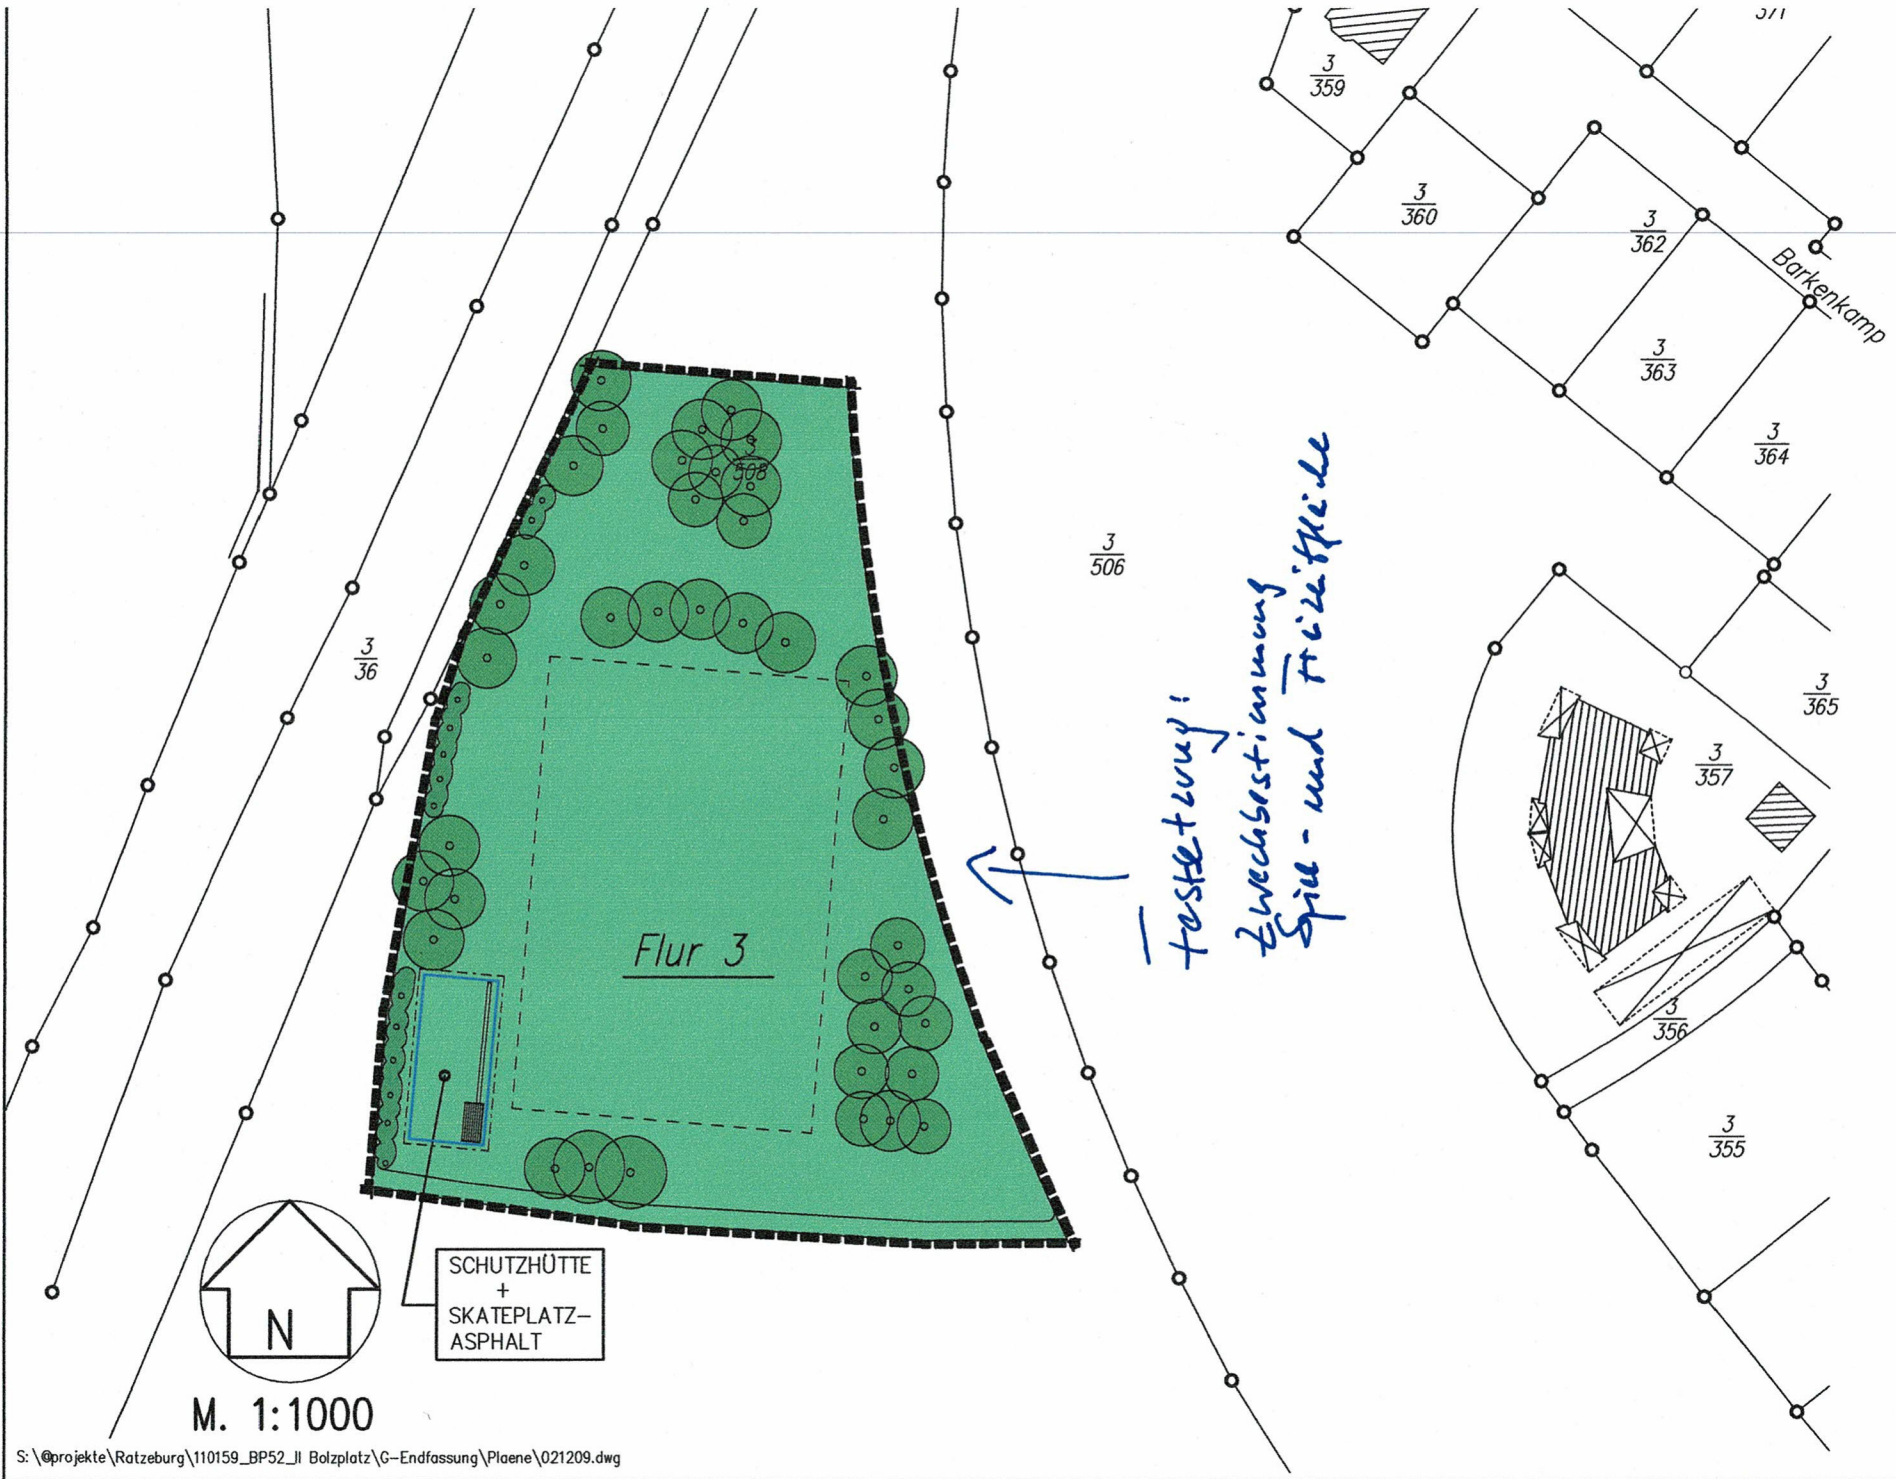 371
3
359
3
360
3
362
Barkenkamp
3
363
3
364
3
508
3
506
3
36
3
365
3
357
Festsetzung!
Zweckbestimmung
Spiel- und Freizeitfläche
Flur 3
3
356
3
355
SCHUTZHÜTTE
+
SKATEPLATZ-
ASPHALT
N
M. 1:1000
S:\@projekte\Ratzeburg\110159_BP52_II Bolzplatz\G-Endfassung\Plaene\021209.dwg